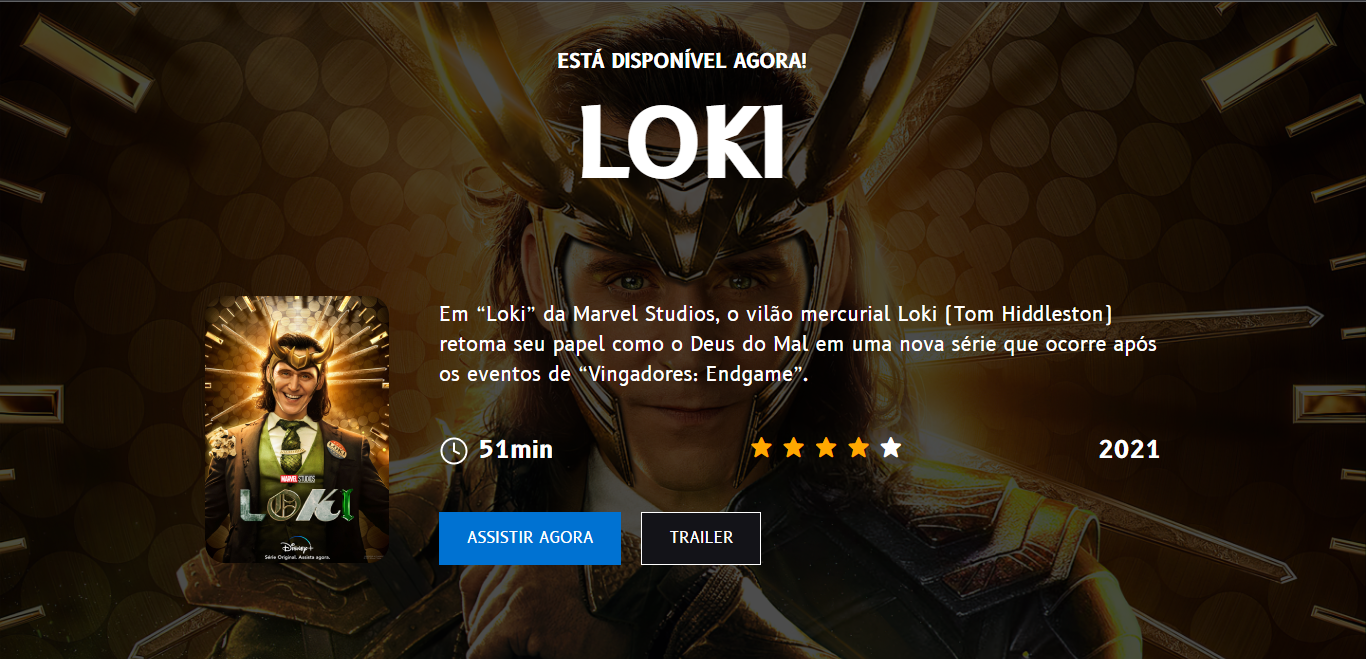 ESTÁ DISPONÍVEL AGORA!
LOKI
Em “Loki” da Marvel Studios, o vilão mercurial Loki (Tom Hiddleston)
retoma seu papel como o Deus do Mal em uma nova série que ocorre após
os eventos de “Vingadores: Endgame”.
51min
2021
ASSISTIR AGORA
TRAILER
MARVEL STUDIOS
LOKI
Disney+
Série Original. Assista agora.